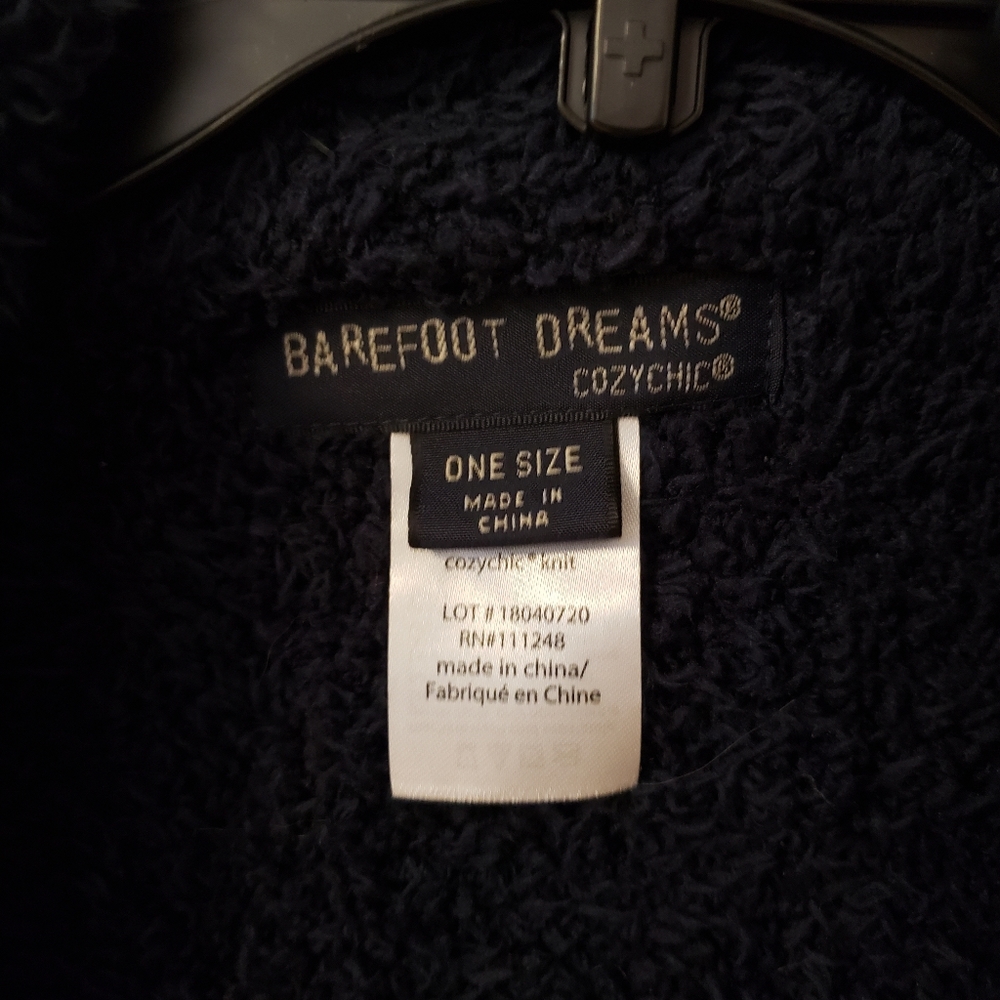 BAREFOOT DREAMS®
COZYCHIC®
ONE SIZE
MADE IN
CHINA
cozychic® knit
LOT # 18040720
RN#111248
made in china/
Fabriqué en Chine